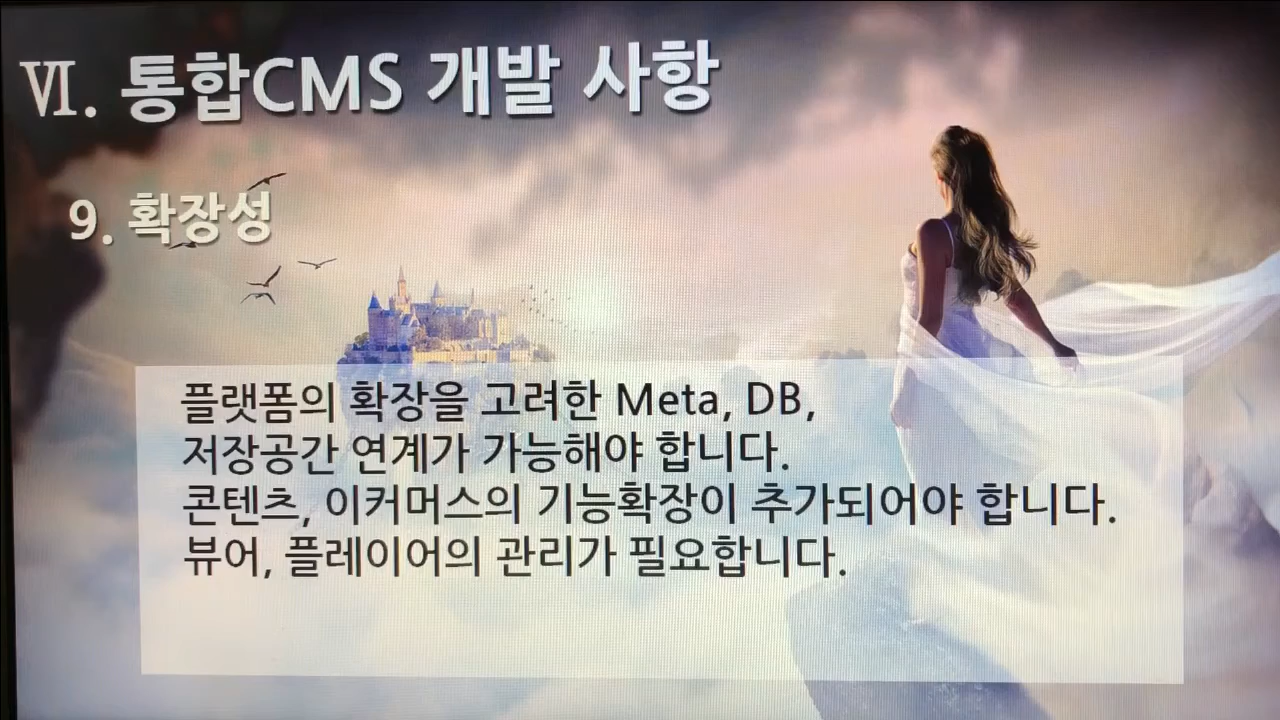 Ⅵ. 통합CMS 개발 사항
9. 확장성
플랫폼의 확장을 고려한 Meta, DB,
저장공간 연계가 가능해야 합니다.
콘텐츠, 이커머스의 기능확장이 추가되어야 합니다.
뷰어, 플레이어의 관리가 필요합니다.